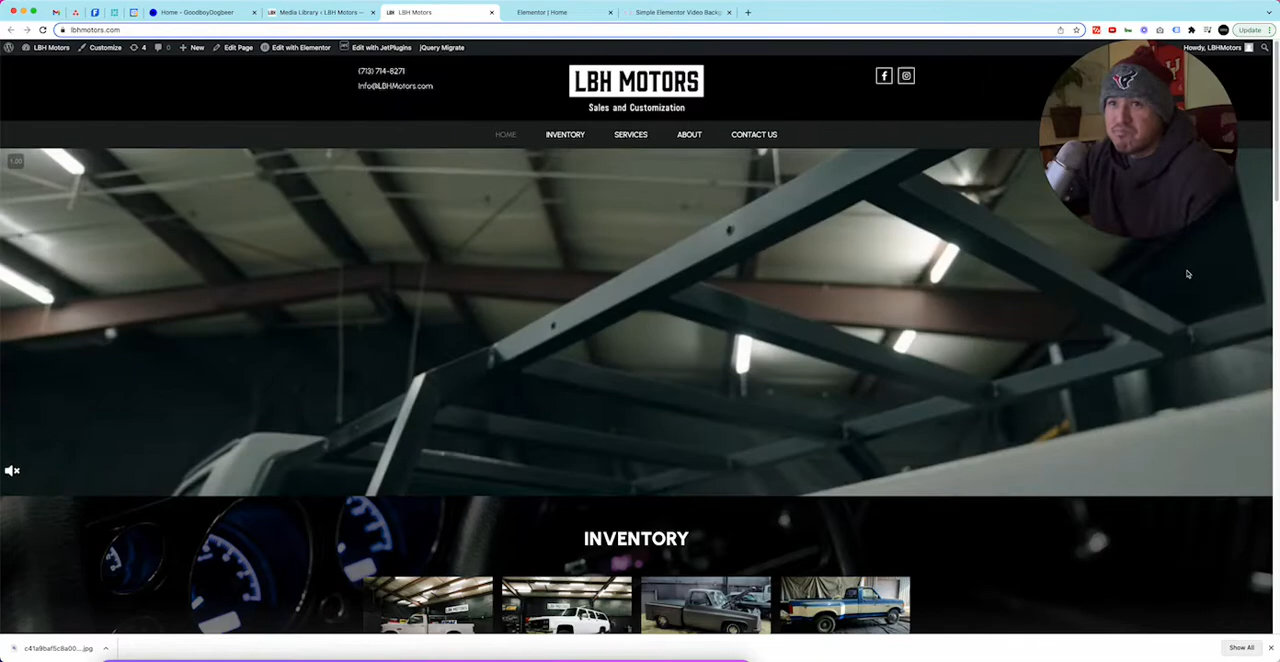 Home - GoodboyDogbeer
Media Library ‹ LBH Motors —
LBH Motors
Elementor | Home
Simple Elementor Video Backg
lbhmotors.com
Update
LBH Motors
Customize
4
New
Edit Page
Edit with Elementor
Edit with JetPlugins
jQuery Migrate
Howdy, LBHMotors
(713) 714-8271
Info@LBHMotors.com
LBH MOTORS
Sales and Customization
HOME
INVENTORY
SERVICES
ABOUT
CONTACT US
1.00
INVENTORY
c41a9baf5c8a00....jpg
Show All